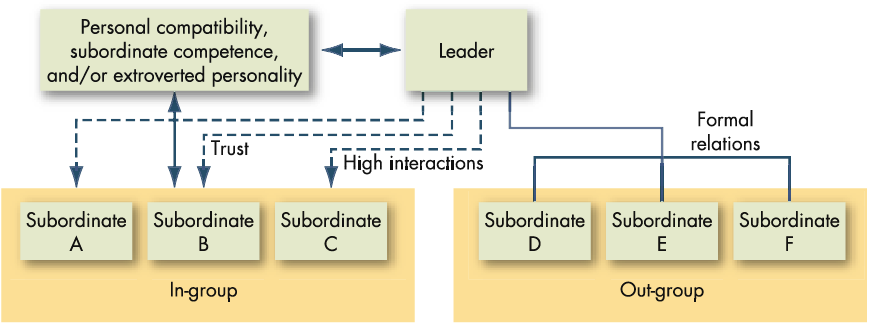 Personal compatibility,
subordinate competence,
and/or extroverted personality
Leader
Formal
relations
Trust
High interactions
Subordinate
A
Subordinate
B
Subordinate
C
Subordinate
D
Subordinate
E
Subordinate
F
In-group
Out-group